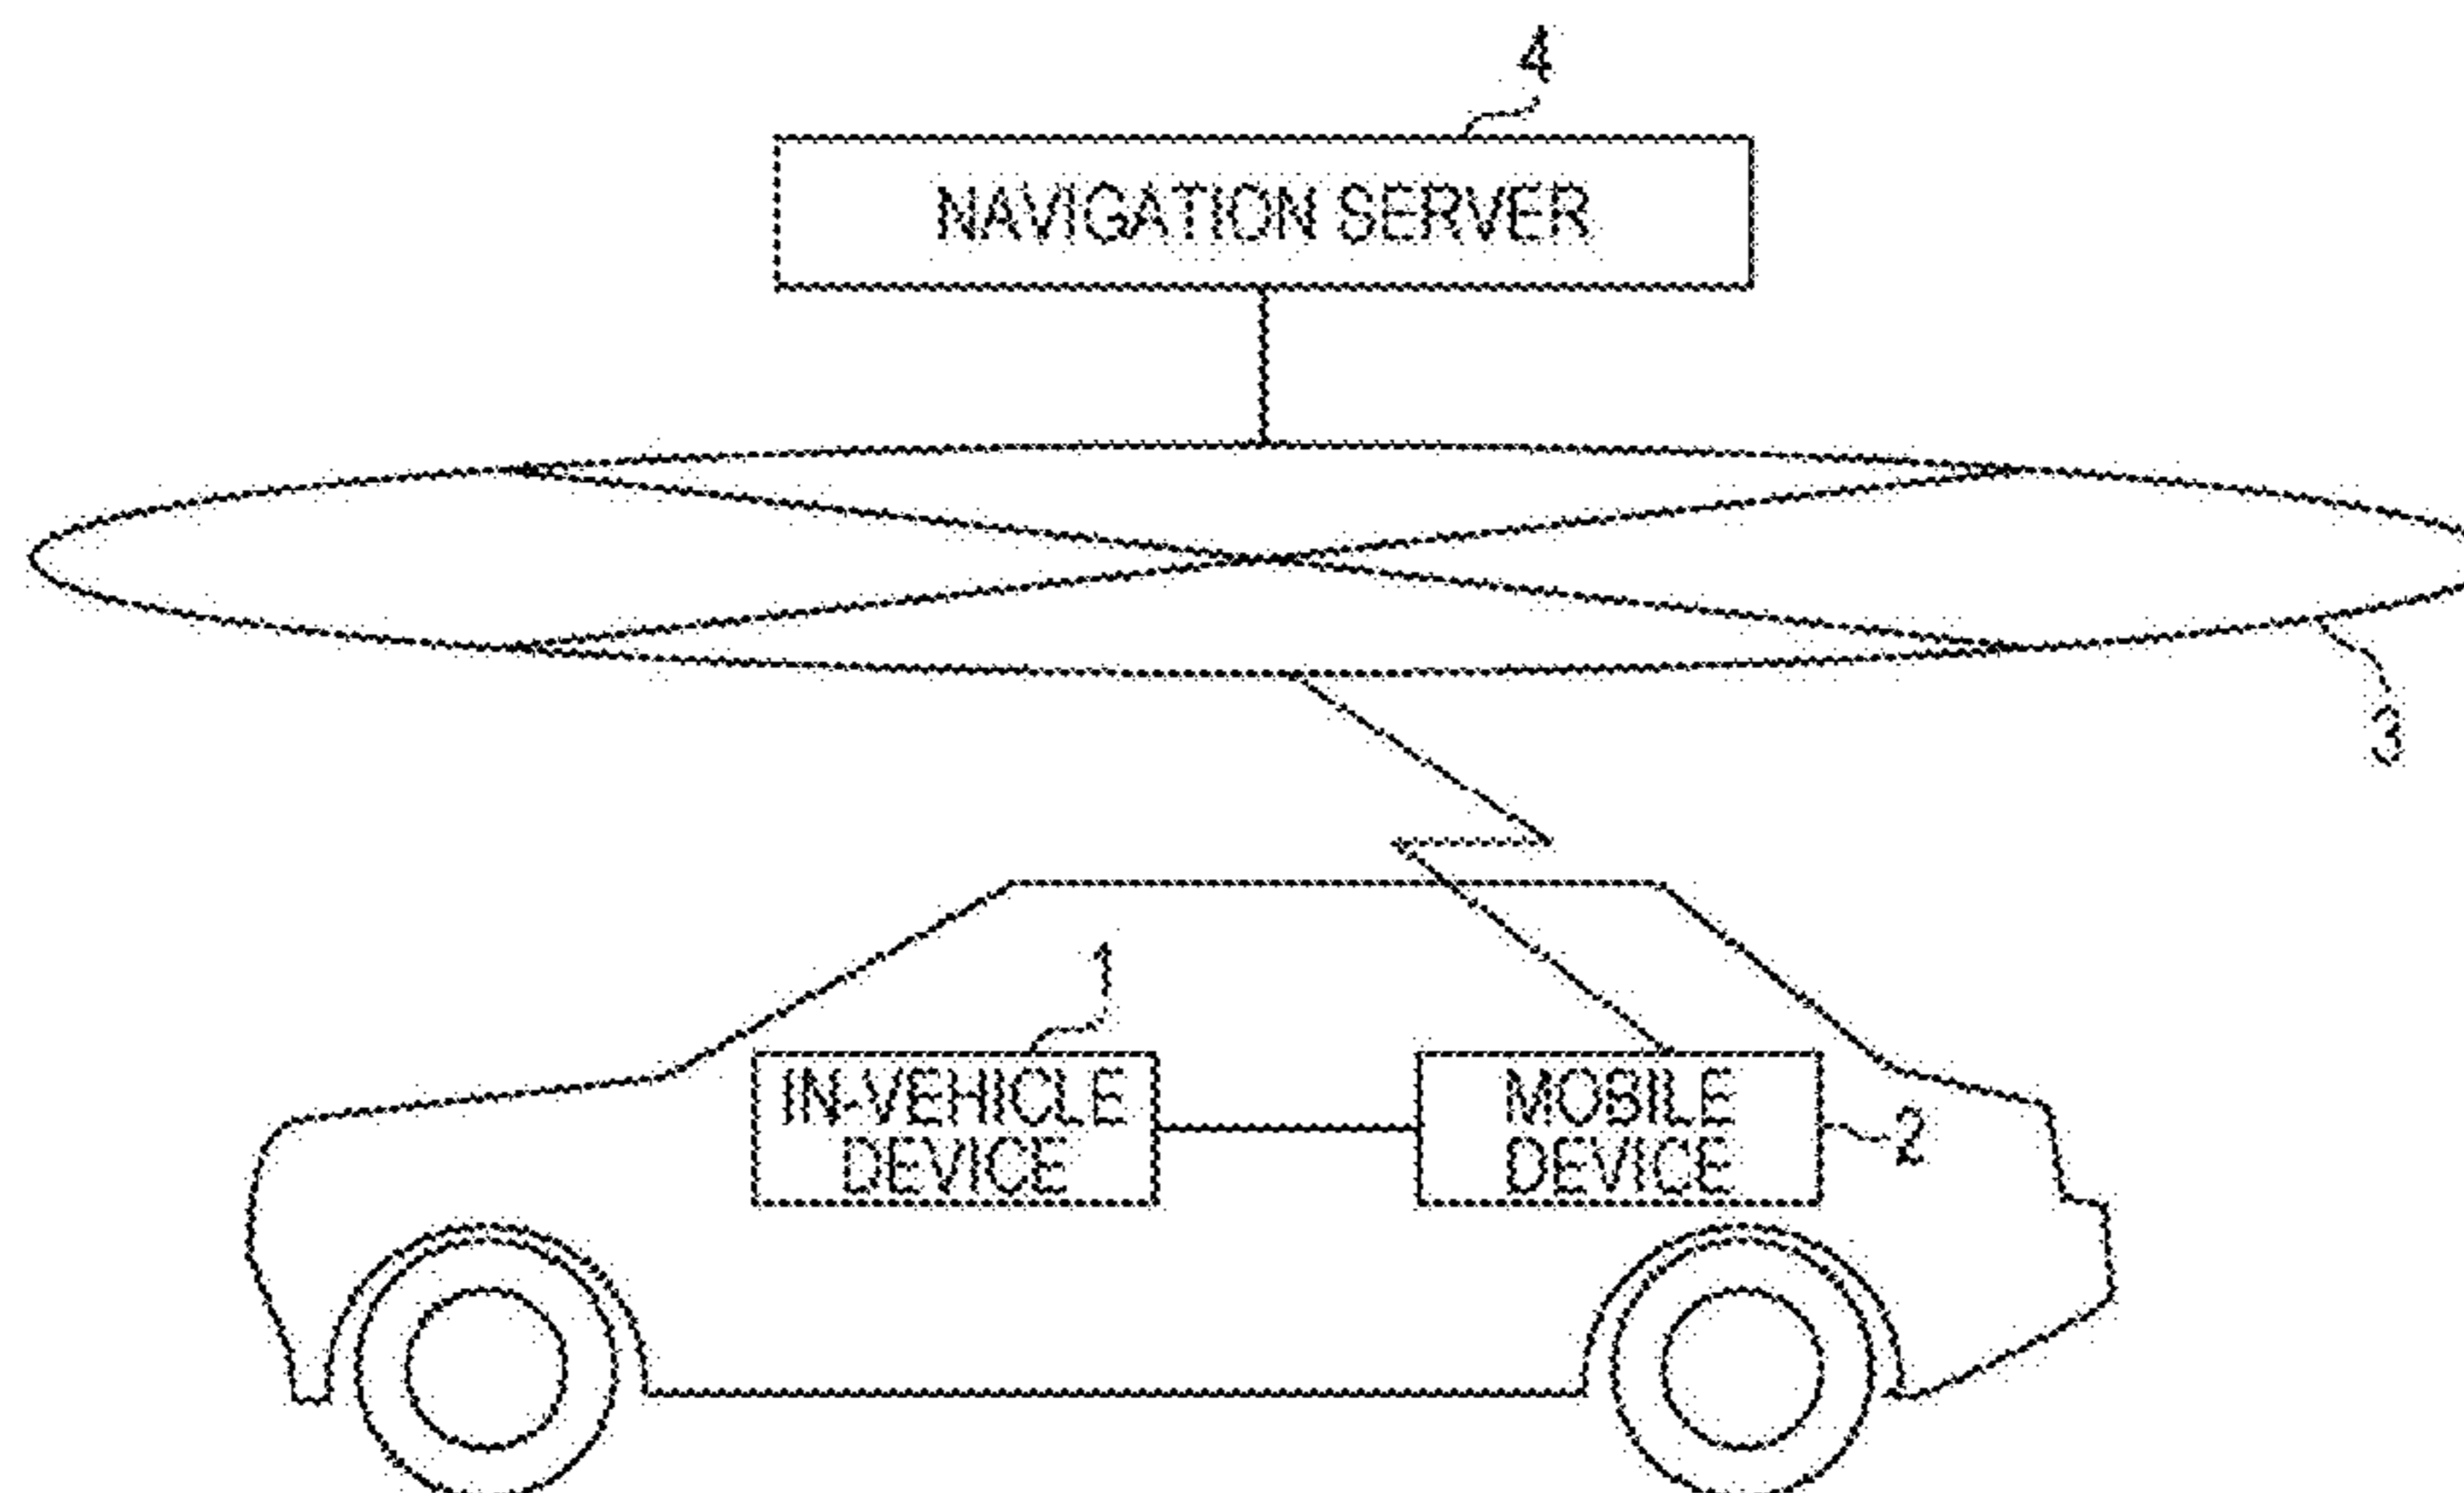 4
NAVIGATION SERVER
3
1
IN-VEHICLE
DEVICE
MOBILE
DEVICE
2